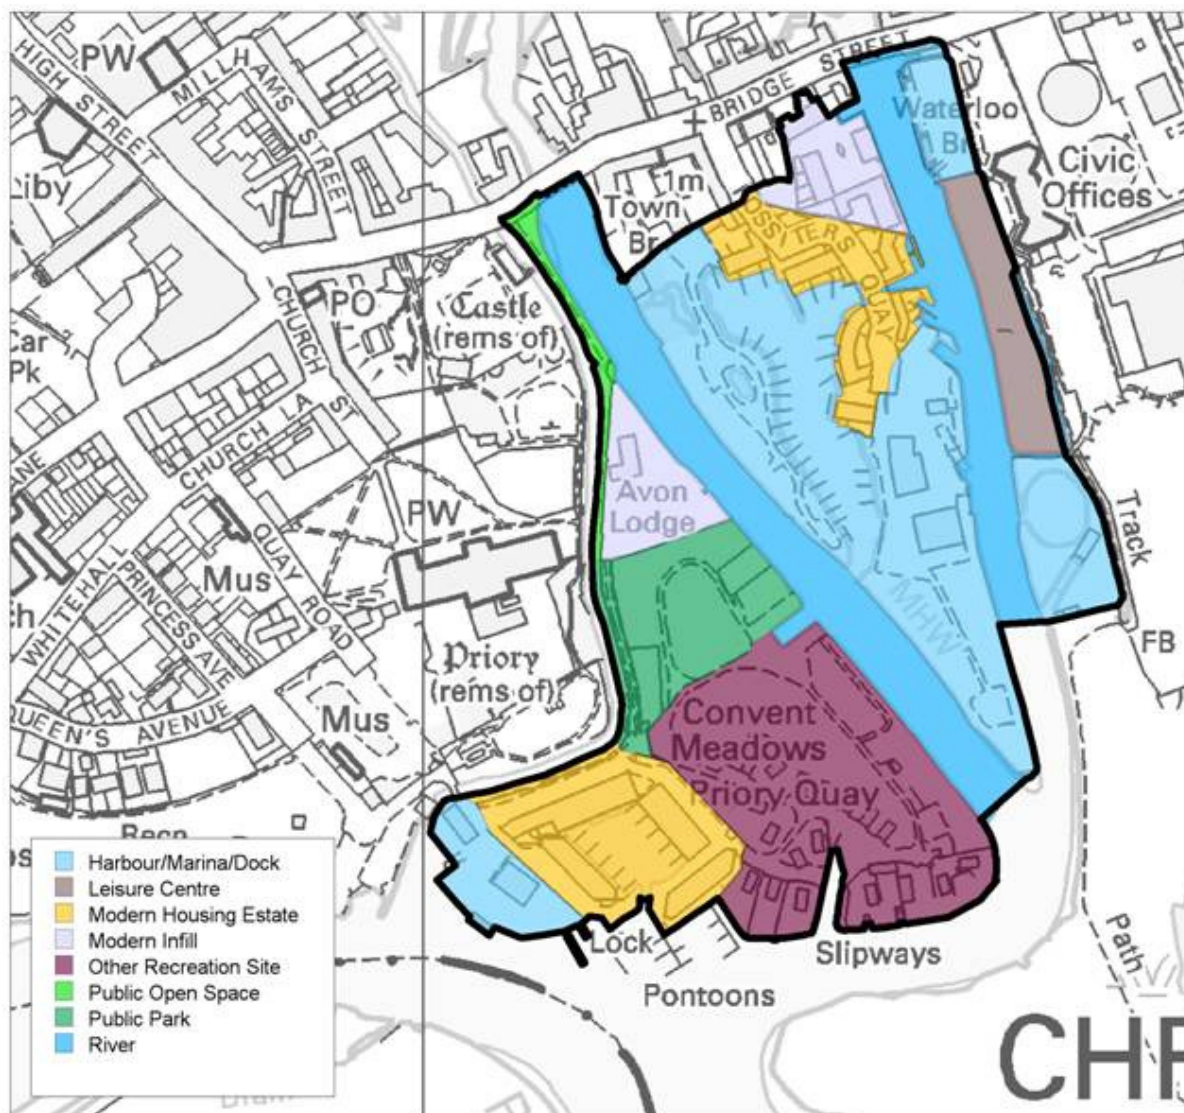 PW
HIGH STREET
MILLHAMS
STREET
BRIDGE STREET
Waterloo
Br
Civic
Offices
Town
Br
1m
OSSITERS
QUAY
PO
Castle
(rems of)
CHURCH ST
Car
Pk
CHURCH LA
PW
Avon
Lodge
Track
MHW
FB
Mus
QUAY
ROAD
WHITEHALL
PRINCESS AVE
Priory
(rems of)
QUEEN'S AVENUE
Mus
Convent
Meadows
Priory Quay
Recn
Lock
Slipways
Pontoons
Path
Harbour/Marina/Dock
Leisure Centre
Modern Housing Estate
Modern Infill
Other Recreation Site
Public Open Space
Public Park
River